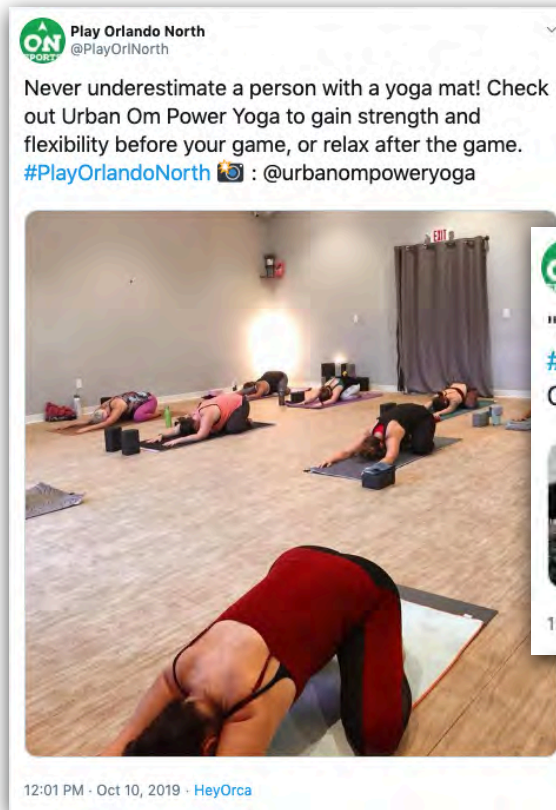 ON
SPORTS
Play Orlando North
@PlayOrlNorth
Never underestimate a person with a yoga mat! Check
out Urban Om Power Yoga to gain strength and
flexibility before your game, or relax after the game.
#PlayOrlandoNorth 📸 : @urbanompoweryoga
EXIT
12:01 PM · Oct 10, 2019 · HeyOrca